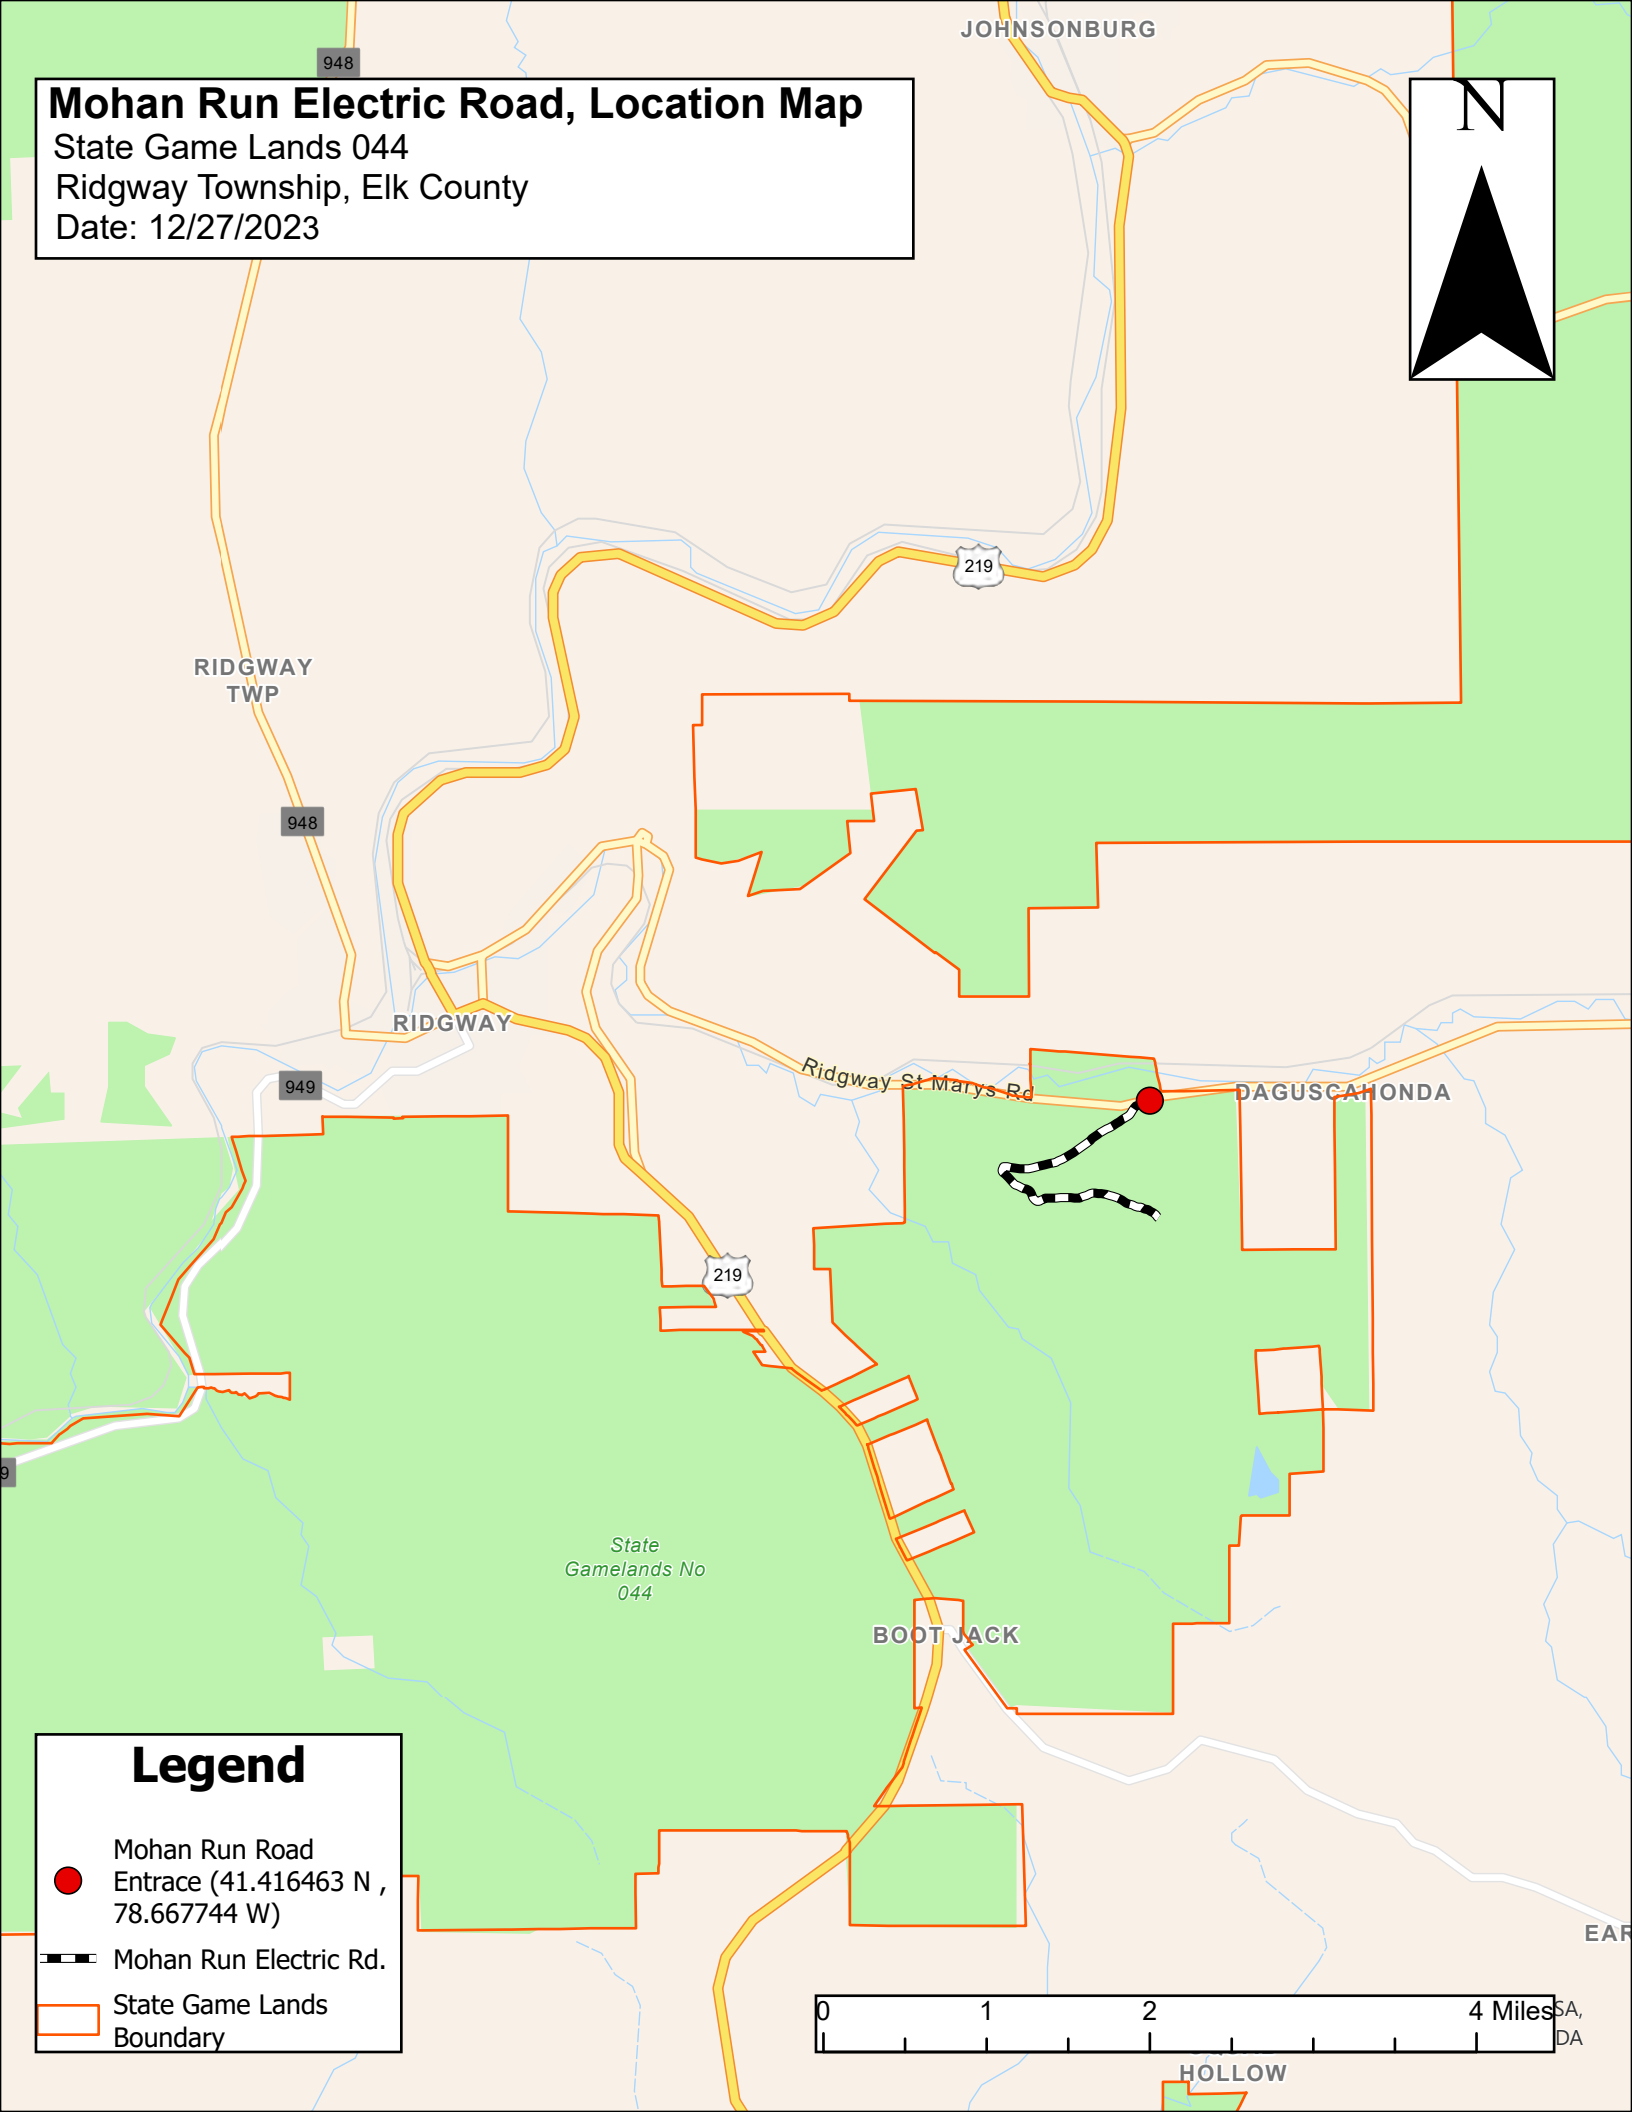 JOHNSONBURG
948
Mohan Run Electric Road, Location Map
State Game Lands 044
Ridgway Township, Elk County
Date: 12/27/2023
N
219
RIDGWAY
TWP
948
RIDGWAY
Ridgway St Marys Rd
949
DAGUSCAHONDA
219
9
State
Gamelands No
044
BOOT JACK
Legend
Mohan Run Road
Entrace (41.416463 N ,
78.667744 W)
Mohan Run Electric Rd.
State Game Lands
Boundary
EAR
0 1 2 4 Miles
SA,
DA
HOLLOW